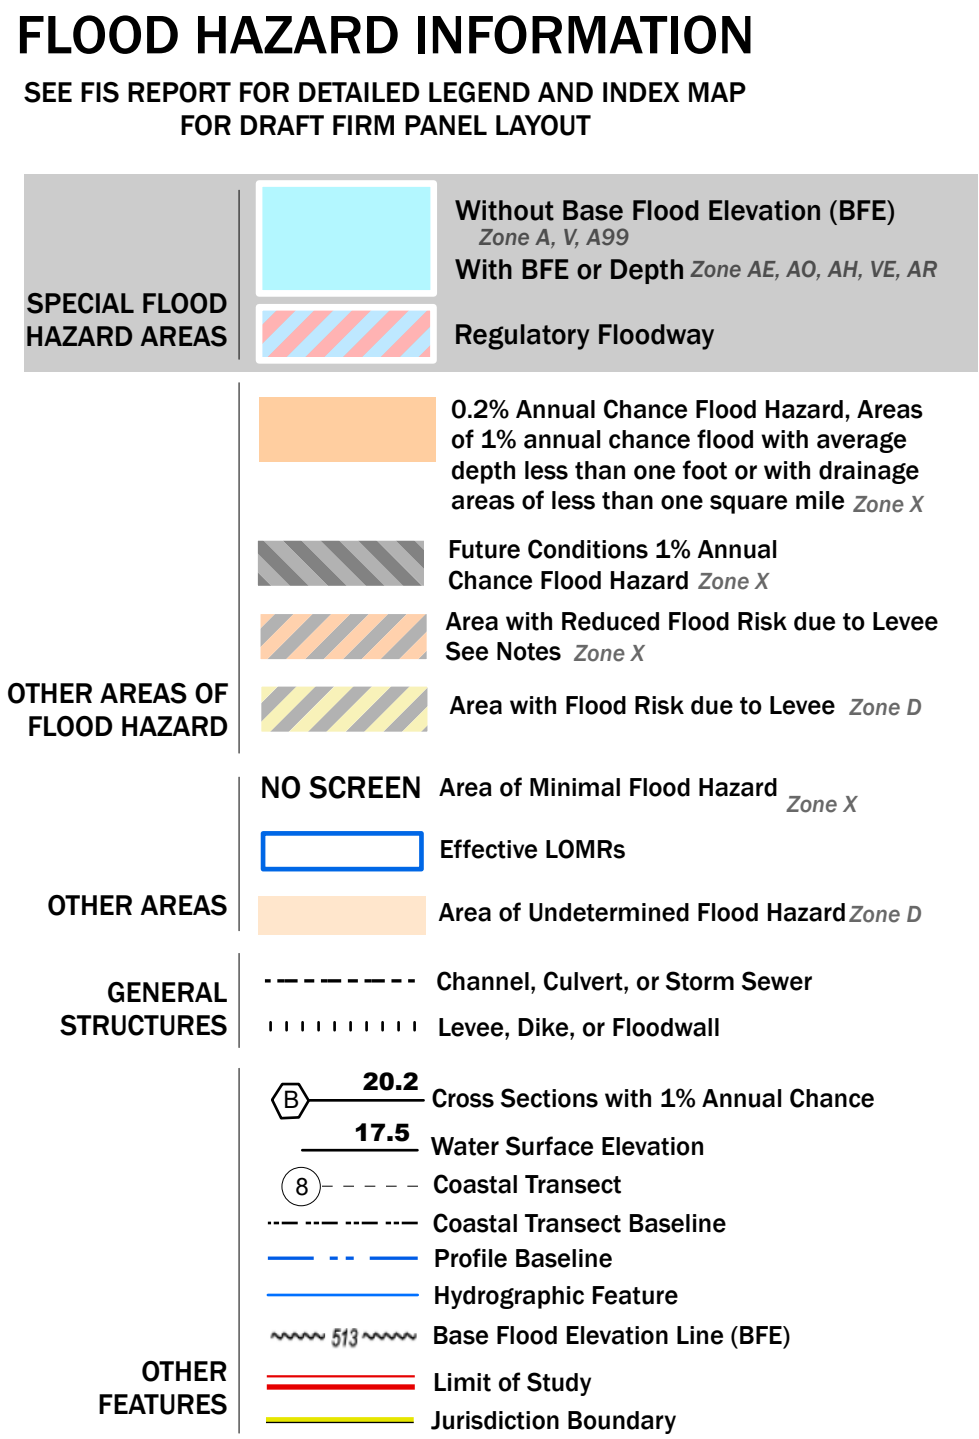 FLOOD HAZARD INFORMATION
SEE FIS REPORT FOR DETAILED LEGEND AND INDEX MAP
FOR DRAFT FIRM PANEL LAYOUT
SPECIAL FLOOD
HAZARD AREAS
Without Base Flood Elevation (BFE)
Zone A, V, A99
With BFE or Depth Zone AE, AO, AH, VE, AR
Regulatory Floodway
OTHER AREAS OF
FLOOD HAZARD
0.2% Annual Chance Flood Hazard, Areas
of 1% annual chance flood with average
depth less than one foot or with drainage
areas of less than one square mile Zone X
Future Conditions 1% Annual
Chance Flood Hazard Zone X
Area with Reduced Flood Risk due to Levee
See Notes Zone X
Area with Flood Risk due to Levee Zone D
OTHER AREAS
NO SCREEN Area of Minimal Flood Hazard Zone X
Effective LOMRs
Area of Undetermined Flood Hazard Zone D
GENERAL
STRUCTURES
Channel, Culvert, or Storm Sewer
Levee, Dike, or Floodwall
OTHER
FEATURES
B 20.2 Cross Sections with 1% Annual Chance
17.5 Water Surface Elevation
8 Coastal Transect
Coastal Transect Baseline
Profile Baseline
Hydrographic Feature
513 Base Flood Elevation Line (BFE)
Limit of Study
Jurisdiction Boundary